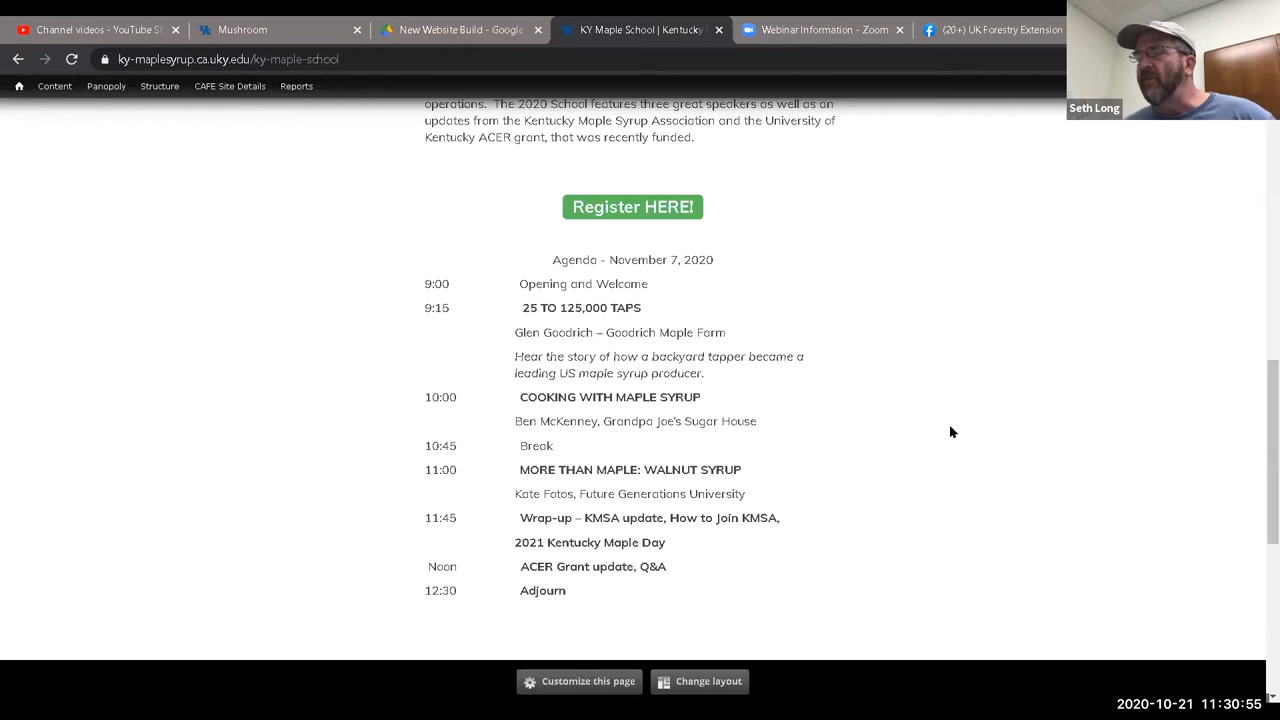 Channel videos - YouTube St
Mushroom
New Website Build - Google
KY Maple School | Kentucky
Webinar Information - Zoom
(20+) UK Forestry Extension
ky-maplesyrup.ca.uky.edu/ky-maple-school
Seth Long
Content Panopoly Structure CAFE Site Details Reports
operations. The 2020 School features three great speakers as well as an
updates from the Kentucky Maple Syrup Association and the University of
Kentucky ACER grant, that was recently funded.
Register HERE!
Agenda - November 7, 2020
9:00 Opening and Welcome
9:15 25 TO 125,000 TAPS
Glen Goodrich – Goodrich Maple Farm
Hear the story of how a backyard tapper became a
leading US maple syrup producer.
10:00 COOKING WITH MAPLE SYRUP
Ben McKenney, Grandpa Joe's Sugar House
10:45 Break
11:00 MORE THAN MAPLE: WALNUT SYRUP
Kate Fotos, Future Generations University
11:45 Wrap-up – KMSA update, How to Join KMSA,
2021 Kentucky Maple Day
Noon ACER Grant update, Q&A
12:30 Adjourn
Customize this page
Change layout
2020-10-21 11:30:55